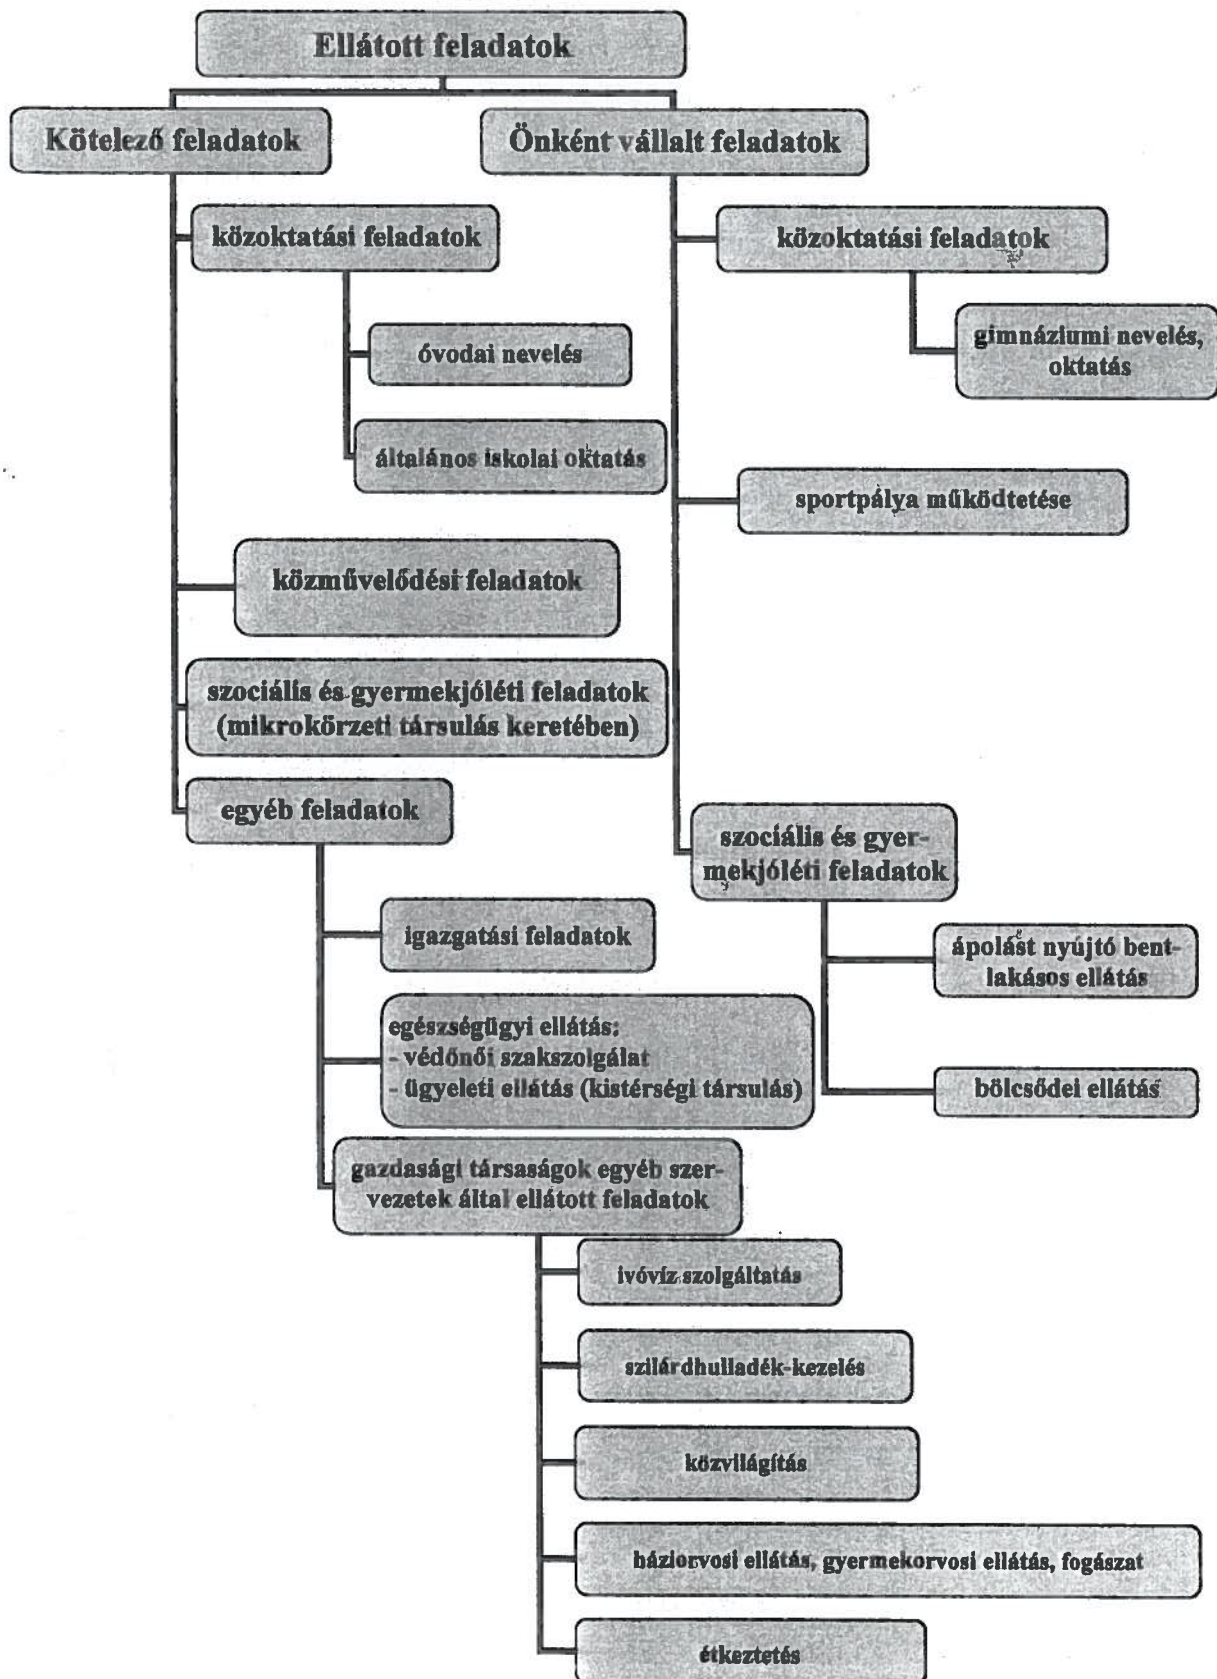 Ellátott feladatok
Kötelező feladatok
közoktatási feladatok
óvodai nevelés
általános iskolai oktatás
közművelődési feladatok
szociális és gyermekjóléti feladatok
(mikrokörzeti társulás keretében)
egyéb feladatok
igazgatási feladatok
egészségügyi ellátás:
- védőnői szakszolgálat
- ügyeleti ellátás (kistérségi társulás)
gazdasági társaságok egyéb szer-
vezetek által ellátott feladatok
ivóvíz szolgáltatás
szilárdhulladék-kezelés
közvilágítás
háziorvosi ellátás, gyermekorvosi ellátás, fogászat
étkeztetés
Önként vállalt feladatok
közoktatási feladatok
gimnáziumi nevelés,
oktatás
sportpálya működtetése
szociális és gyer-
mekjóléti feladatok
ápolást nyújtó bent-
lakásos ellátás
bölcsődei ellátás